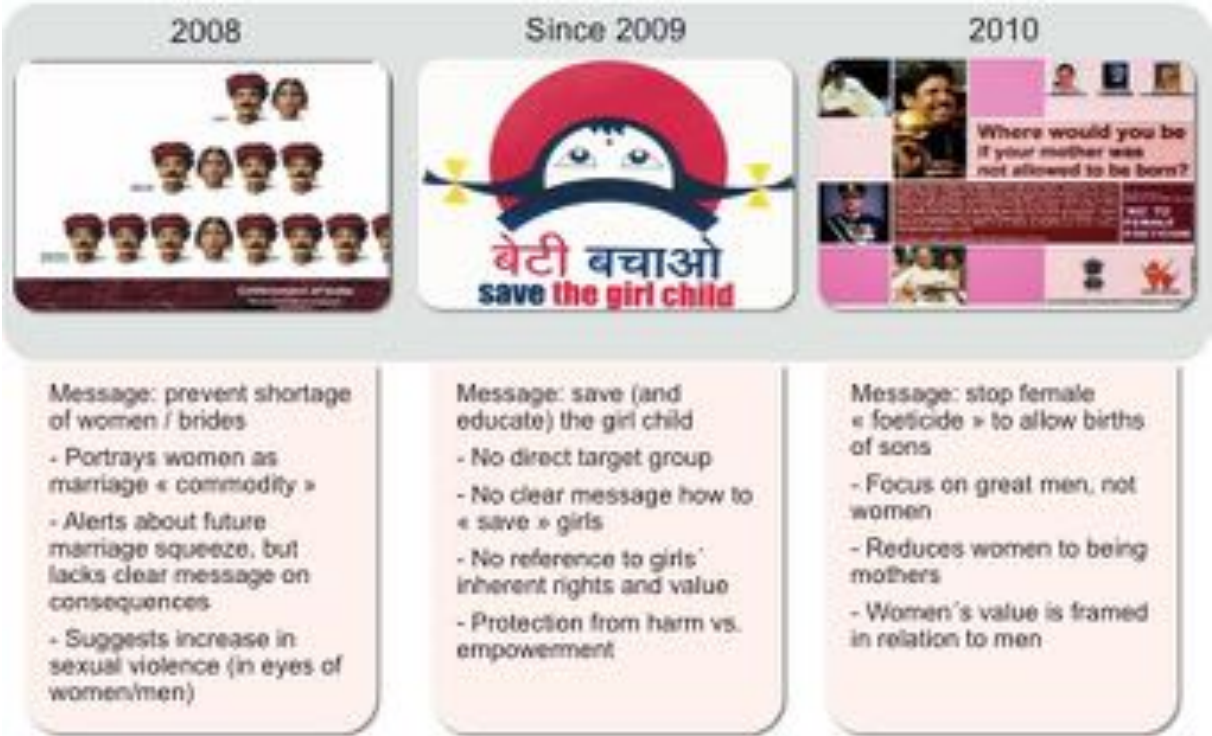 2008
Since 2009
2010
Where would you be
if your mother was
not allowed to be born?
बेटी बचाओ
save the girl child
Government of India
Message: prevent shortage
of women / brides
- Portrays women as
marriage « commodity »
- Alerts about future
marriage squeeze, but
lacks clear message on
consequences
- Suggests increase in
sexual violence (in eyes of
women/men)
Message: save (and
educate) the girl child
- No direct target group
- No clear message how to
« save » girls
- No reference to girls´
inherent rights and value
- Protection from harm vs.
empowerment
Message: stop female
« foeticide » to allow births
of sons
- Focus on great men, not
women
- Reduces women to being
mothers
- Women´s value is framed
in relation to men